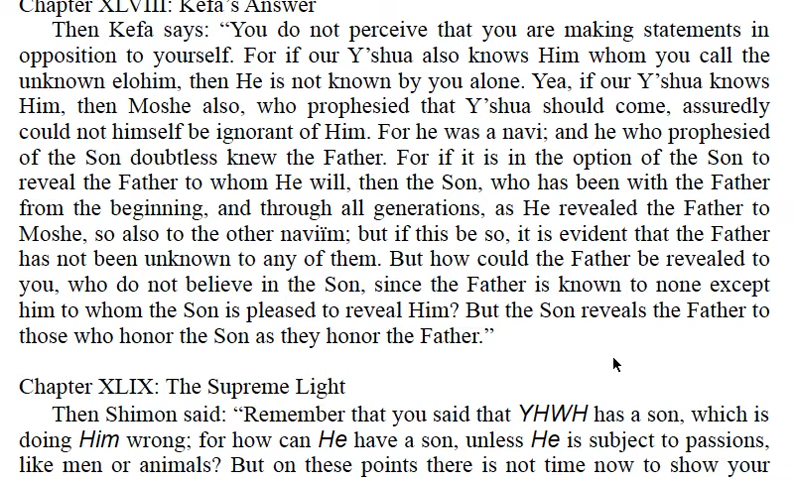 Chapter XLVIII: Kefa's Answer
Then Kefa says: “You do not perceive that you are making statements in
opposition to yourself. For if our Y’shua also knows Him whom you call the
unknown elohim, then He is not known by you alone. Yea, if our Y’shua knows
Him, then Moshe also, who prophesied that Y’shua should come, assuredly
could not himself be ignorant of Him. For he was a navi; and he who prophesied
of the Son doubtless knew the Father. For if it is in the option of the Son to
reveal the Father to whom He will, then the Son, who has been with the Father
from the beginning, and through all generations, as He revealed the Father to
Moshe, so also to the other naviïm; but if this be so, it is evident that the Father
has not been unknown to any of them. But how could the Father be revealed to
you, who do not believe in the Son, since the Father is known to none except
him to whom the Son is pleased to reveal Him? But the Son reveals the Father to
those who honor the Son as they honor the Father.”
Chapter XLIX: The Supreme Light
Then Shimon said: “Remember that you said that YHWH has a son, which is
doing Him wrong; for how can He have a son, unless He is subject to passions,
like men or animals? But on these points there is not time now to show your